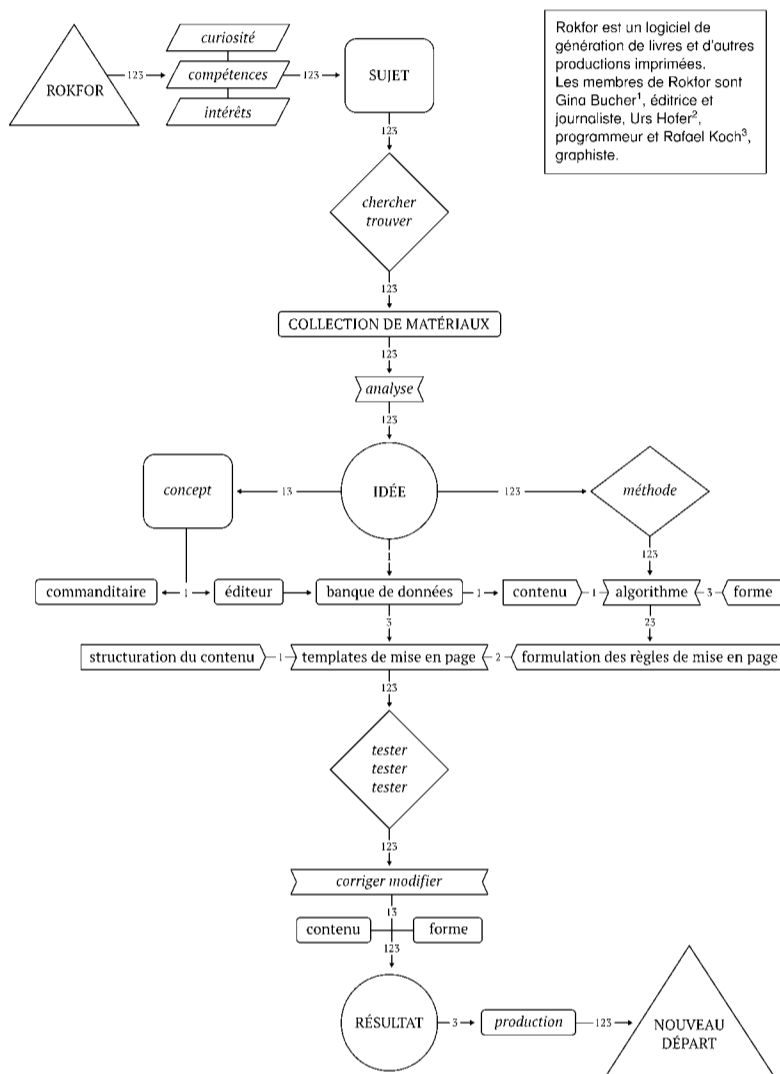 ROKFOR
123
curiosité
compétences
intérêts
123
SUJET
Rokfor est un logiciel de
génération de livres et d'autres
productions imprimées.
Les membres de Rokfor sont
Gina Bucher¹, éditrice et
journaliste, Urs Hofer²,
programmeur et Rafael Koch³,
graphiste.
123
chercher
trouver
123
COLLECTION DE MATÉRIAUX
123
analyse
123
concept
13
IDÉE
123
méthode
1
123
commanditaire
1
éditeur
banque de données
1
contenu
1
algorithme
3
forme
3
23
structuration du contenu
1
templates de mise en page
2
formulation des règles de mise en page
123
tester
tester
tester
123
corriger modifier
13
contenu
forme
123
RÉSULTAT
3
production
123
NOUVEAU
DÉPART